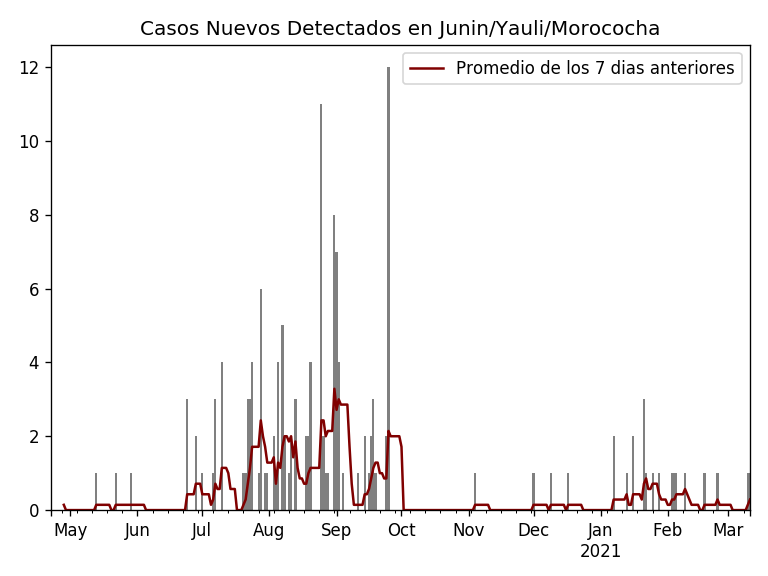 Casos Nuevos Detectados en Junin/Yauli/Morococha
Promedio de los 7 dias anteriores
12
10
8
6
4
2
0
May Jun Jul Aug Sep Oct Nov Dec Jan Feb Mar
2021